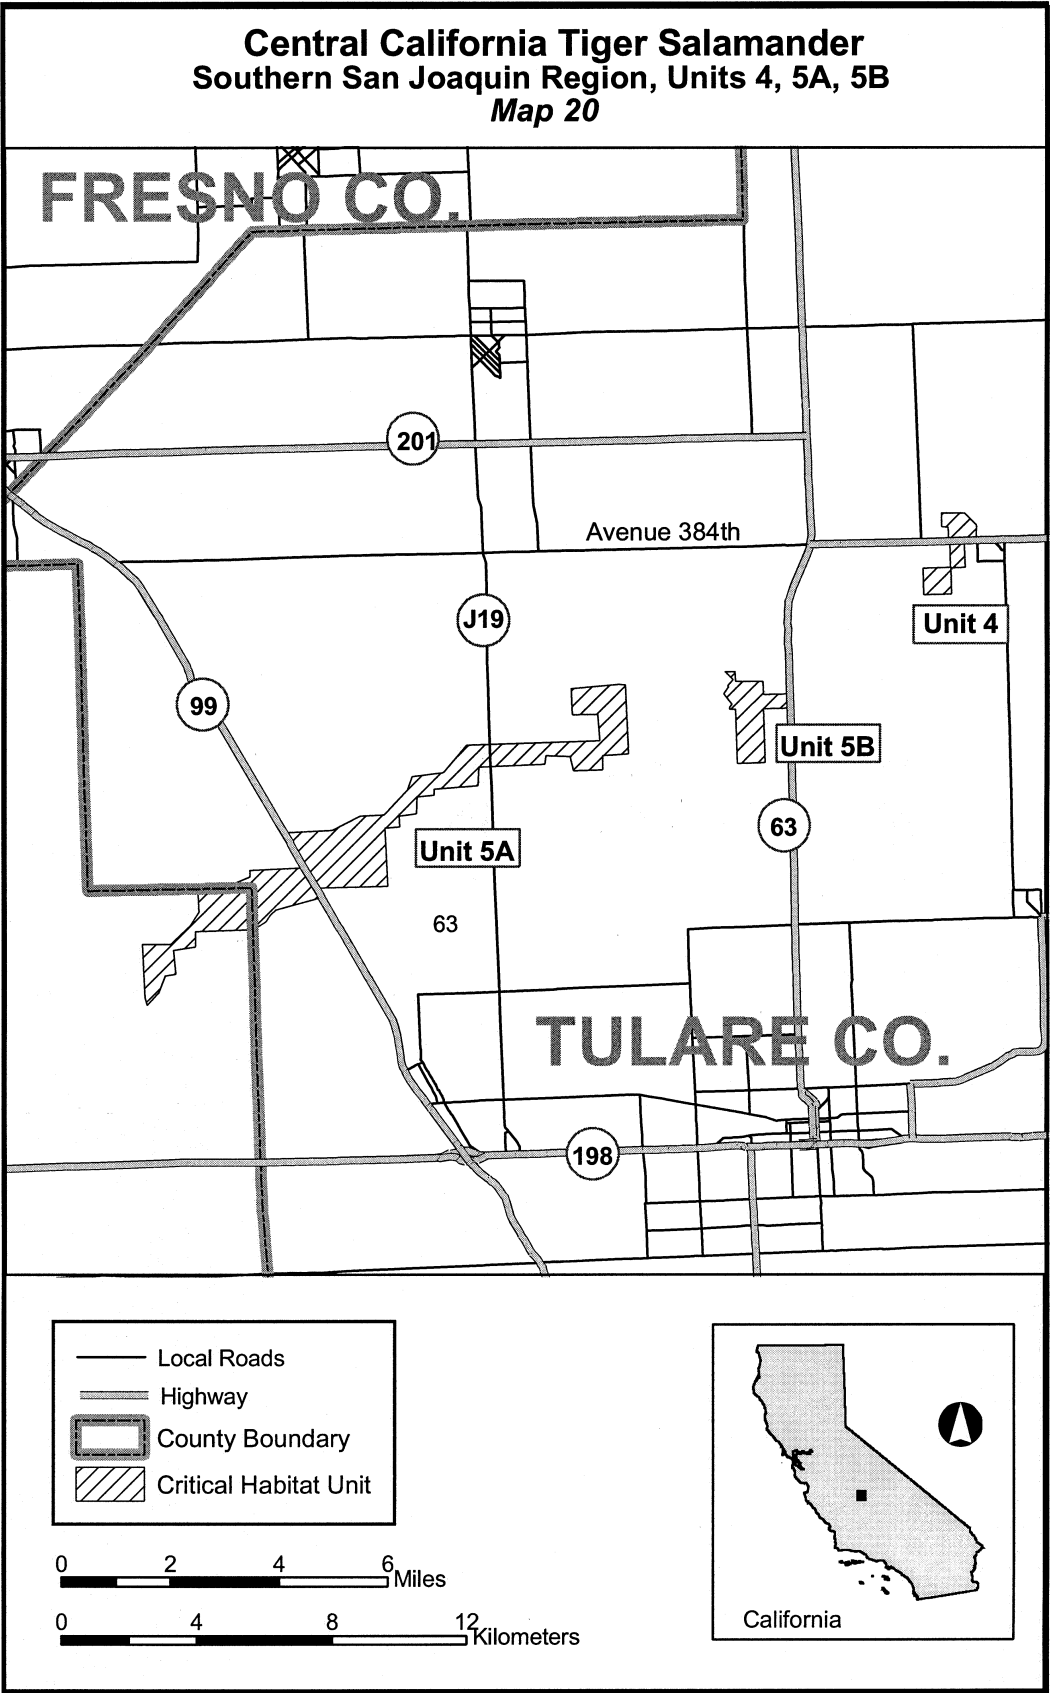 Central California Tiger Salamander
Southern San Joaquin Region, Units 4, 5A, 5B
Map 20
FRESNO CO.
201
Avenue 384th
J19
Unit 4
99
Unit 5B
63
Unit 5A
63
TULARE CO.
198
Local Roads
Highway
County Boundary
Critical Habitat Unit
0 2 4 6 Miles
0 4 8 12 Kilometers
California